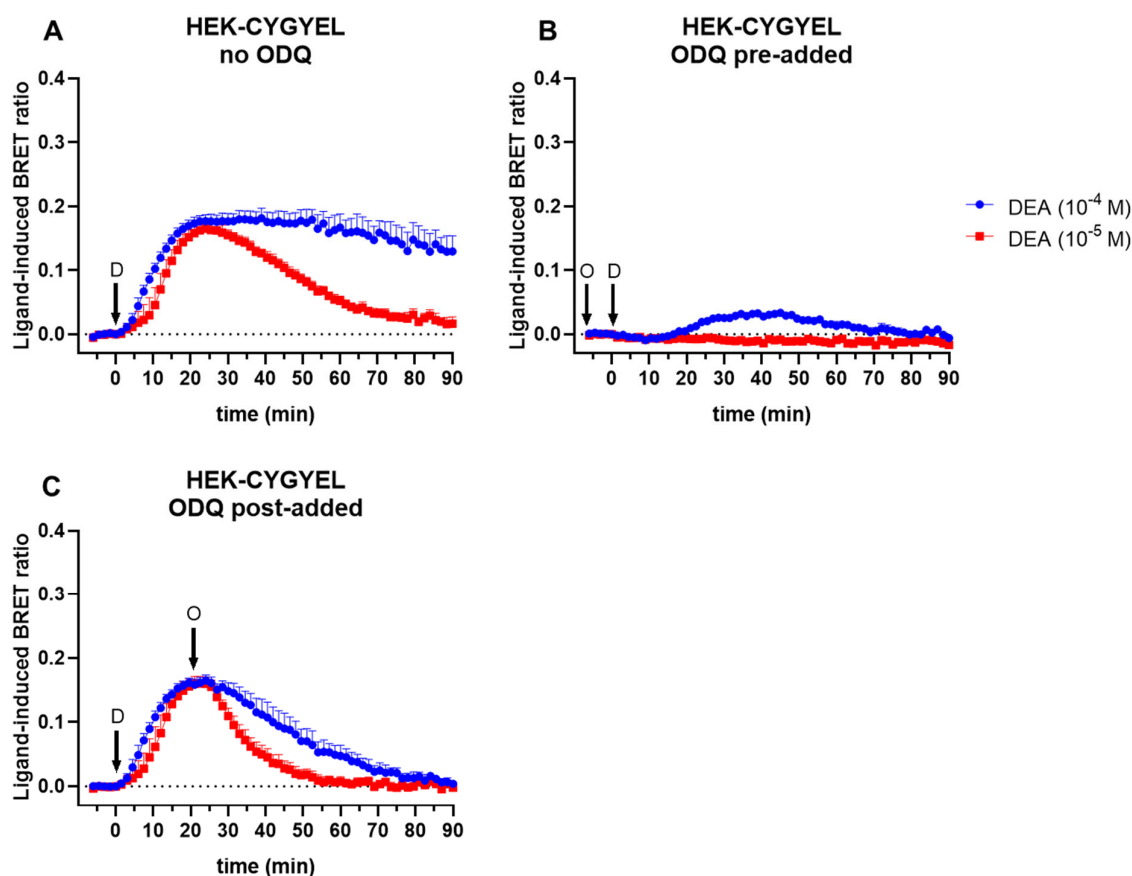 A
HEK-CYGYEL
no ODQ
Ligand-induced BRET ratio
0.4
0.3
0.2
0.1
0.0
D
0 10 20 30 40 50 60 70 80 90
time (min)
B
HEK-CYGYEL
ODQ pre-added
Ligand-induced BRET ratio
0.4
0.3
0.2
0.1
0.0
O D
0 10 20 30 40 50 60 70 80 90
time (min)
DEA (10⁻⁴ M)
DEA (10⁻⁵ M)
C
HEK-CYGYEL
ODQ post-added
Ligand-induced BRET ratio
0.4
0.3
0.2
0.1
0.0
D
O
0 10 20 30 40 50 60 70 80 90
time (min)